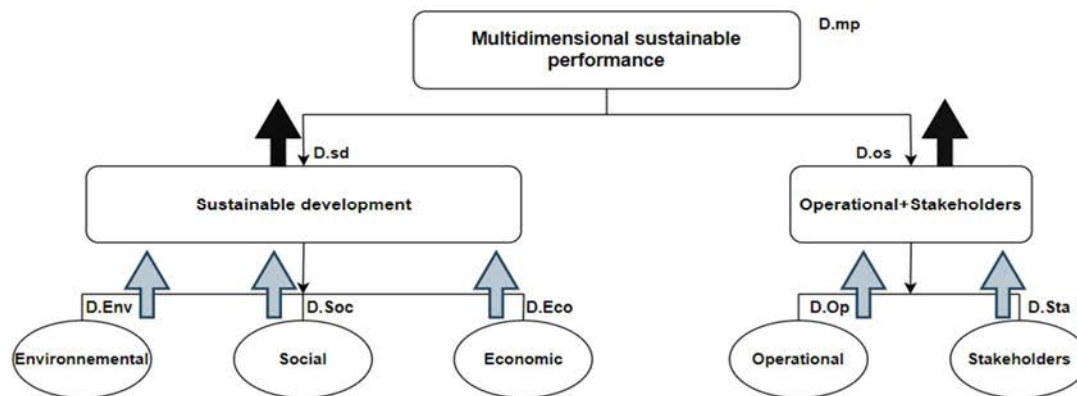 D.mp
Multidimensional sustainable
performance
D.sd
D.os
Sustainable development
Operational+Stakeholders
D.Env
D.Soc
D.Eco
D.Op
D.Sta
Environnemental
Social
Economic
Operational
Stakeholders